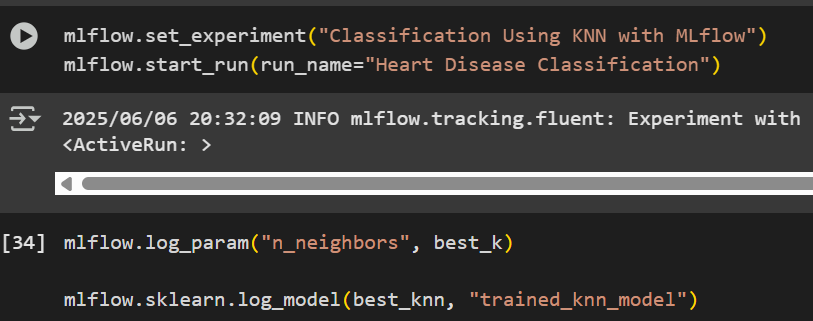 mlflow.set_experiment("Classification Using KNN with MLflow")
mlflow.start_run(run_name="Heart Disease Classification")
2025/06/06 20:32:09 INFO mlflow.tracking.fluent: Experiment with
<ActiveRun: >
[34] mlflow.log_param("n_neighbors", best_k)
mlflow.sklearn.log_model(best_knn, "trained_knn_model")